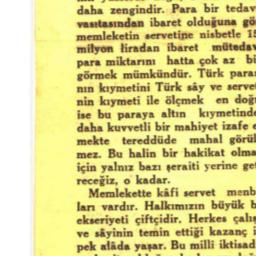 daha zengindir. Para bir tedav
vasıtasından ibaret olduğuna gö
memleketin servetine nisbetle 15
milyon liradan ibaret mütedav
para miktarını hatta çok az bi
görmek mümkündür. Türk para
nın kıymetini Türk sây ve servet
nin kıymeti ile ölçmek en doğ
ise bu paraya altın kıymetind
daha kuvvetli bir mahiyet izafe e
mekte tereddüde mahal görül
mez. Bu halin bir hakikat olma
için yalnız bazı şeraiti yerine get
receğiz, o kadar.
Memlekette kâfi servet menb
ları vardır. Halkımızın büyük b
ekseriyeti çiftçidir. Herkes çalış
ve sâyinin temin ettiği kazanç i
pek alâda yaşar. Bu milli iktisad